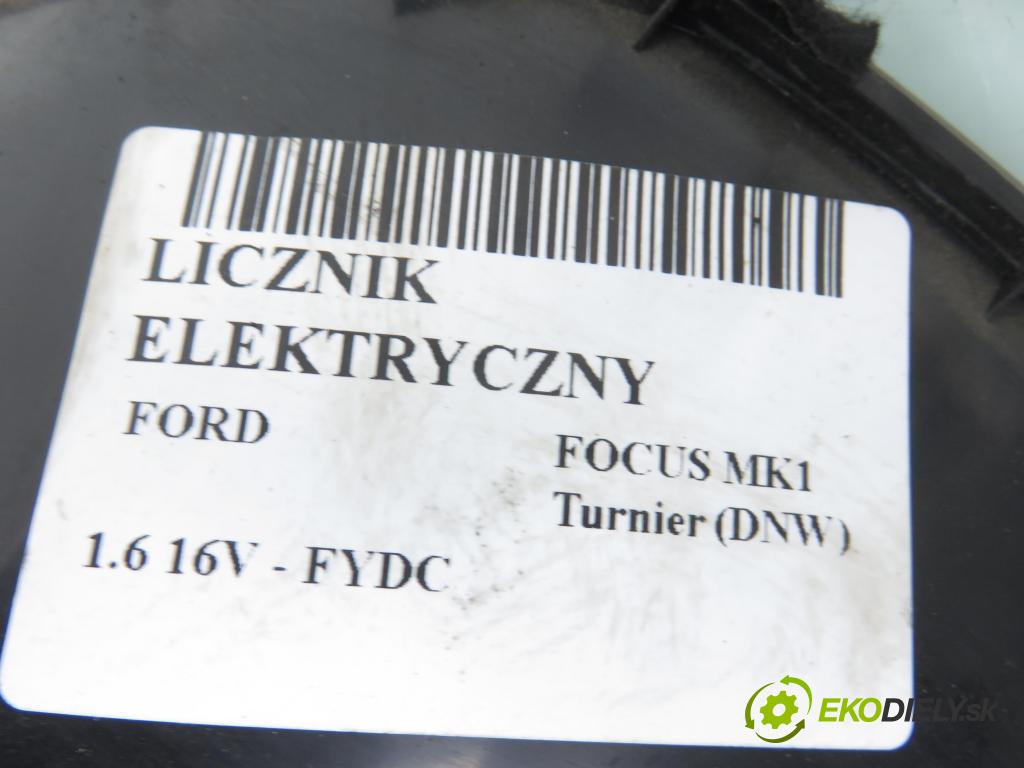 LICZNIK
ELEKTRYCZNY
FORD
FOCUS MK1
Turnier (DNW)
1.6 16V - FYDC
EKODIELY.sk